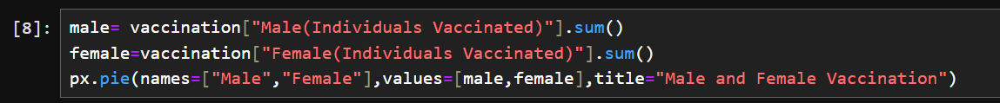 [8]: male= vaccination["Male(Individuals Vaccinated)"].sum()
female=vaccination["Female(Individuals Vaccinated)"].sum()
px.pie(names=["Male","Female"],values=[male,female],title="Male and Female Vaccination")